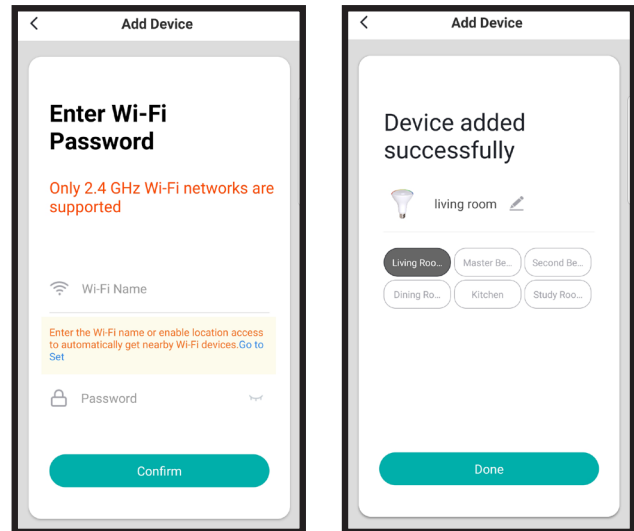 Add Device
Enter Wi-Fi
Password
Only 2.4 GHz Wi-Fi networks are
supported
Wi-Fi Name
Enter the Wi-Fi name or enable location access
to automatically get nearby Wi-Fi devices.Go to
Set
Password
Confirm
Add Device
Device added
successfully
living room
Living Roo... Master Be... Second Be...
Dining Ro... Kitchen Study Roo...
Done